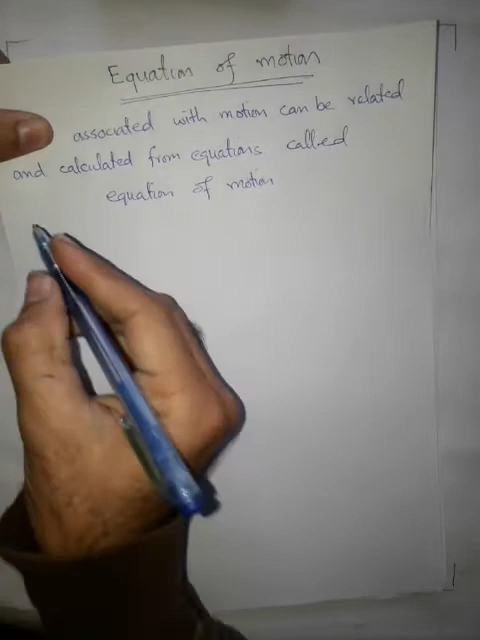 Equation of motion
associated with motion can be related
and calculated from equations called
equation of motion